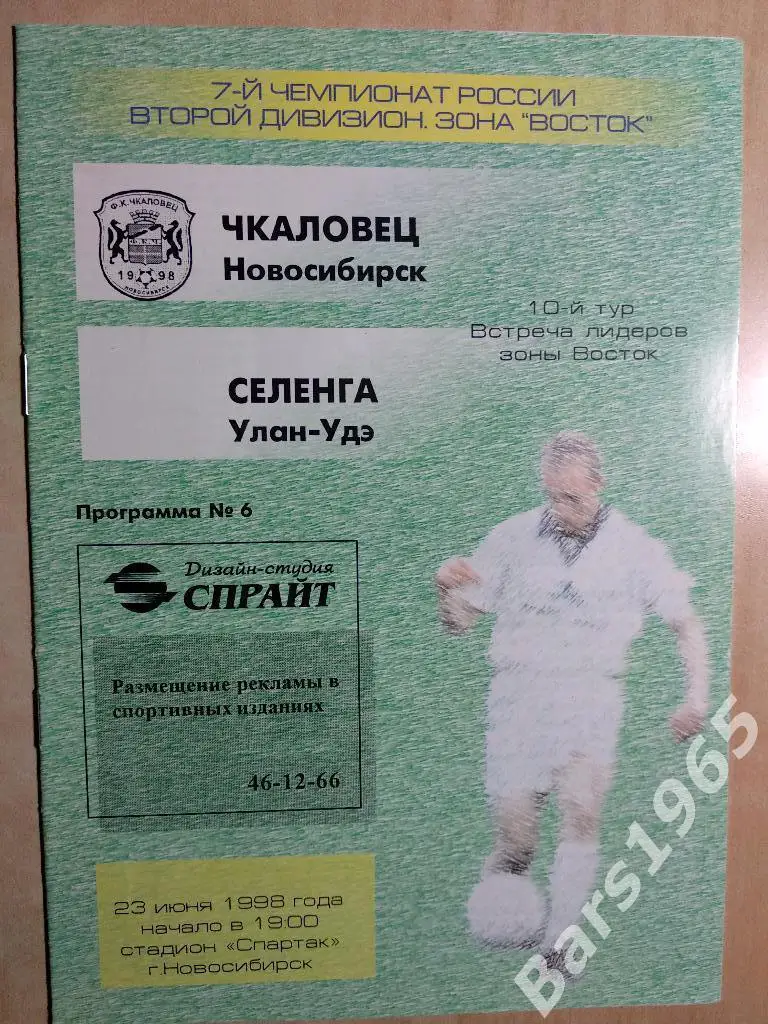 7-Й ЧЕМПИОНАТ РОССИИ
ВТОРОЙ ДИВИЗИОН. ЗОНА "ВОСТОК"
Ф.К.ЧКАЛОВЕЦ
19 98
НОВОСИБИРСК
ЧКАЛОВЕЦ
Новосибирск
10-й тур
Встреча лидеров
зоны Восток
СЕЛЕНГА
Улан-Удэ
Программа № 6
Дизайн-студия
СПРАЙТ
Размещение рекламы в
спортивных изданиях
46-12-66
23 июня 1998 года
начало в 19:00
стадион «Спартак»
г.Новосибирск
Bars1965